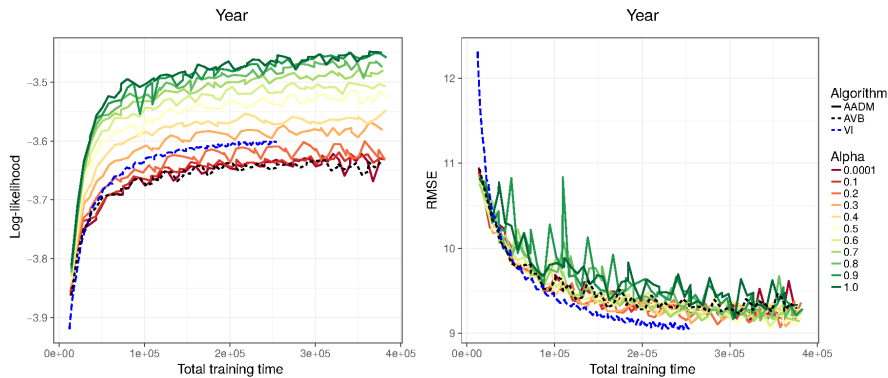 Year
Log-likelihood
-3.5
-3.6
-3.7
-3.8
-3.9
0e+00
1e+05
2e+05
3e+05
4e+05
Total training time
Year
RMSE
12
11
10
9
0e+00
1e+05
2e+05
3e+05
4e+05
Total training time
Algorithm
AADM
AVB
VI
Alpha
0.0001
0.1
0.2
0.3
0.4
0.5
0.6
0.7
0.8
0.9
1.0